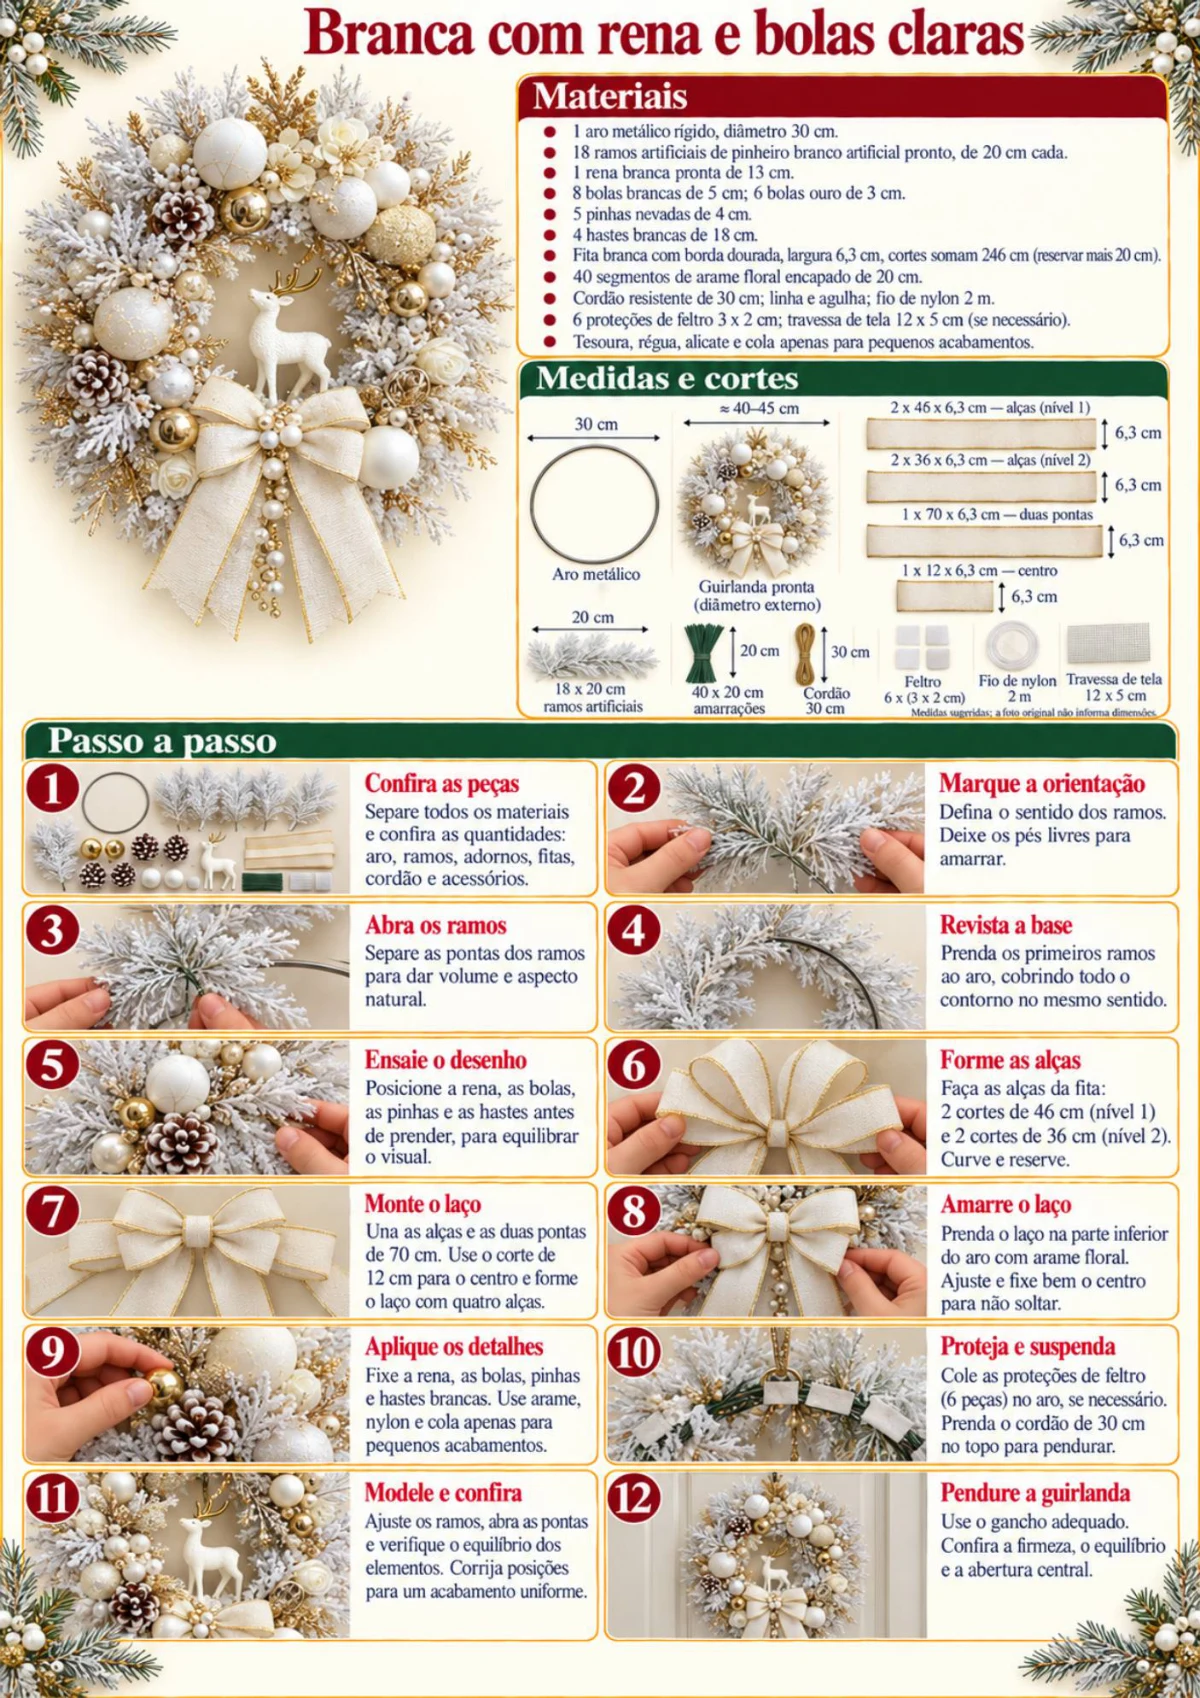 Branca com rena e bolas claras
Materiais
1 aro metálico rígido, diâmetro 30 cm.
18 ramos artificiais de pinheiro branco artificial pronto, de 20 cm cada.
1 rena branca pronta de 13 cm.
8 bolas brancas de 5 cm; 6 bolas ouro de 3 cm.
5 pinhas nevadas de 4 cm.
4 hastes brancas de 18 cm.
Fita branca com borda dourada, largura 6,3 cm, cortes somam 246 cm (reservar mais 20 cm).
40 segmentos de arame floral encapado de 20 cm.
Cordão resistente de 30 cm; linha e agulha; fio de nylon 2 m.
6 proteções de feltro 3 x 2 cm; travessa de tela 12 x 5 cm (se necessário).
Tesoura, régua, alicate e cola apenas para pequenos acabamentos.
Medidas e cortes
30 cm
Aro metálico
≈ 40–45 cm
Guirlanda pronta
(diâmetro externo)
2 x 46 x 6,3 cm — alças (nível 1)
6,3 cm
2 x 36 x 6,3 cm — alças (nível 2)
6,3 cm
1 x 70 x 6,3 cm — duas pontas
6,3 cm
1 x 12 x 6,3 cm — centro
6,3 cm
20 cm
18 x 20 cm
ramos artificiais
20 cm
40 x 20 cm
amarrações
30 cm
Cordão
30 cm
Feltro
6 x (3 x 2 cm)
Fio de nylon
2 m
Travessa de tela
12 x 5 cm
Medidas sugeridas; a foto original não informa dimensões.
Passo a passo
1
Confira as peças
Separe todos os materiais
e confira as quantidades:
aro, ramos, adornos, fitas,
cordão e acessórios.
2
Marque a orientação
Defina o sentido dos ramos.
Deixe os pés livres para
amarrar.
3
Abra os ramos
Separe as pontas dos ramos
para dar volume e aspecto
natural.
4
Revista a base
Prenda os primeiros ramos
ao aro, cobrindo todo o
contorno no mesmo sentido.
5
Ensaie o desenho
Posicione a rena, as bolas,
as pinhas e as hastes antes
de prender, para equilibrar
o visual.
6
Forme as alças
Faça as alças da fita:
2 cortes de 46 cm (nível 1)
e 2 cortes de 36 cm (nível 2).
Curve e reserve.
7
Monte o laço
Una as alças e as duas pontas
de 70 cm. Use o corte de
12 cm para o centro e forme
o laço com quatro alças.
8
Amarre o laço
Prenda o laço na parte inferior
do aro com arame floral.
Ajuste e fixe bem o centro
para não soltar.
9
Aplique os detalhes
Fixe a rena, as bolas, pinhas
e hastes brancas. Use arame,
nylon e cola apenas para
pequenos acabamentos.
10
Proteja e suspenda
Cole as proteções de feltro
(6 peças) no aro, se necessário.
Prenda o cordão de 30 cm
no topo para pendurar.
11
Modele e confira
Ajuste os ramos, abra as pontas
e verifique o equilíbrio dos
elementos. Corrija posições
para um acabamento uniforme.
12
Pendure a guirlanda
Use o gancho adequado.
Confira a firmeza, o equilíbrio
e a abertura central.